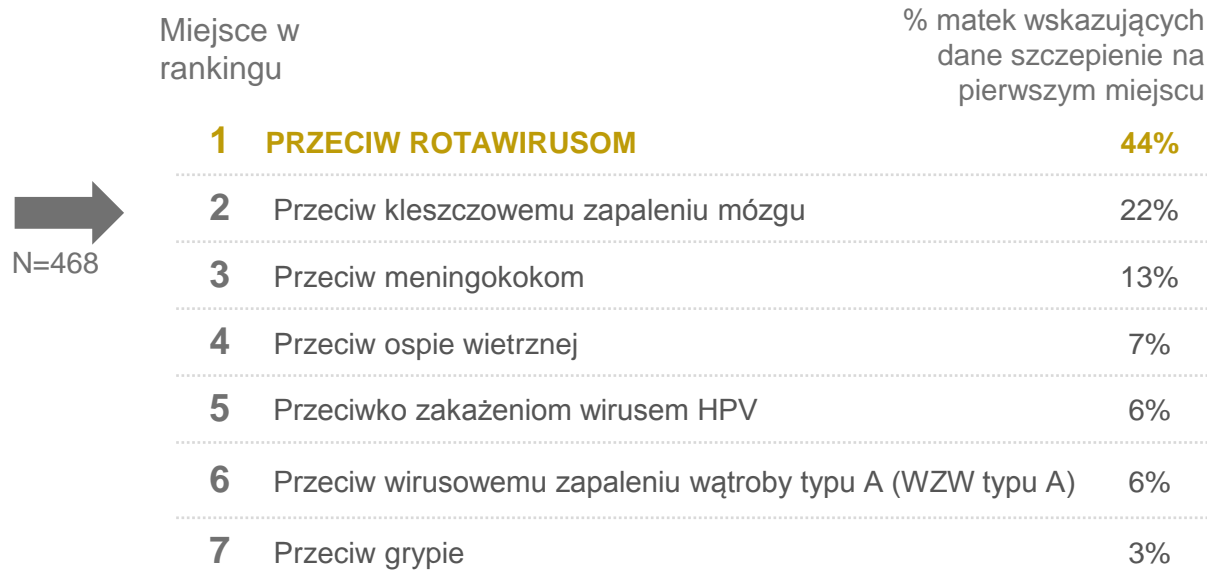 Miejsce w
rankingu
% matek wskazujących
dane szczepienie na
pierwszym miejscu
1 PRZECIW ROTAWIRUSOM 44%
2 Przeciw kleszczowemu zapaleniu mózgu 22%
N=468
3 Przeciw meningokokom 13%
4 Przeciw ospie wietrznej 7%
5 Przeciwko zakażeniom wirusem HPV 6%
6 Przeciw wirusowemu zapaleniu wątroby typu A (WZW typu A) 6%
7 Przeciw grypie 3%